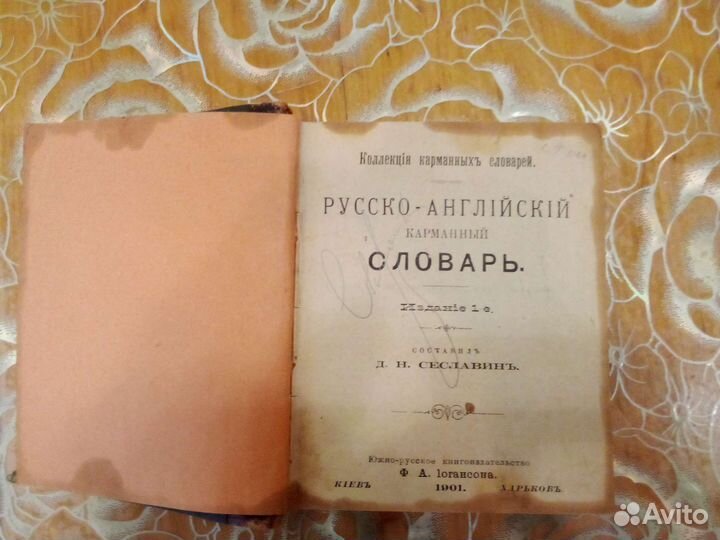 Коллекція карманныхъ словарей.
РУССКО-АНГЛІЙСКІЙ
КАРМАННЫЙ
СЛОВАРЬ.
Изданіе 1-е.
СОСТАВИЛЪ
Д. Н. СЕСЛАВИНЪ.
Южно-русское книгоиздательство
Ф. А. Іогансона.
КІЕВЪ 1901. ХАРЬКОВЪ.
Avito